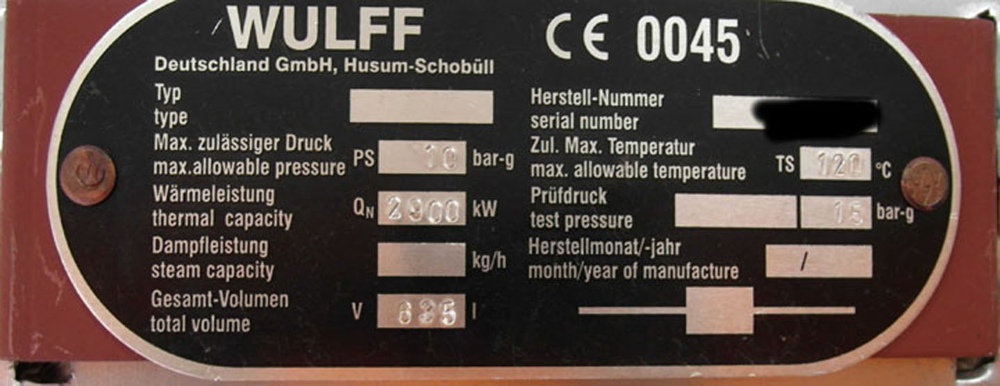 WULFF
Deutschland GmbH, Husum-Schobüll
CE 0045
Typ
type
Max. zulässiger Druck
max.allowable pressure PS 10 bar-g
Wärmeleistung
thermal capacity QN 2900 kW
Dampfleistung
steam capacity kg/h
Gesamt-Volumen
total volume V 635 l
Herstell-Nummer
serial number
Zul. Max. Temperatur
max. allowable temperature TS 120 °C
Prüfdruck
test pressure 15 bar-g
Herstellmonat/-jahr
month/year of manufacture /